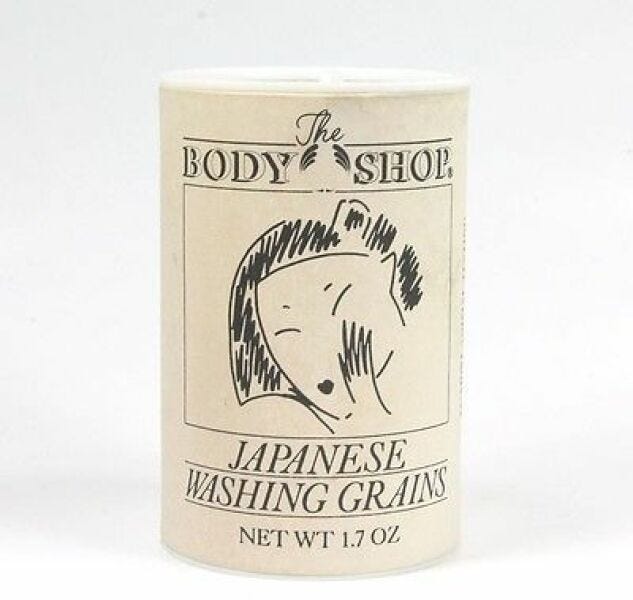 The
BODY SHOP®
JAPANESE
WASHING GRAINS
NET WT 1.7 OZ